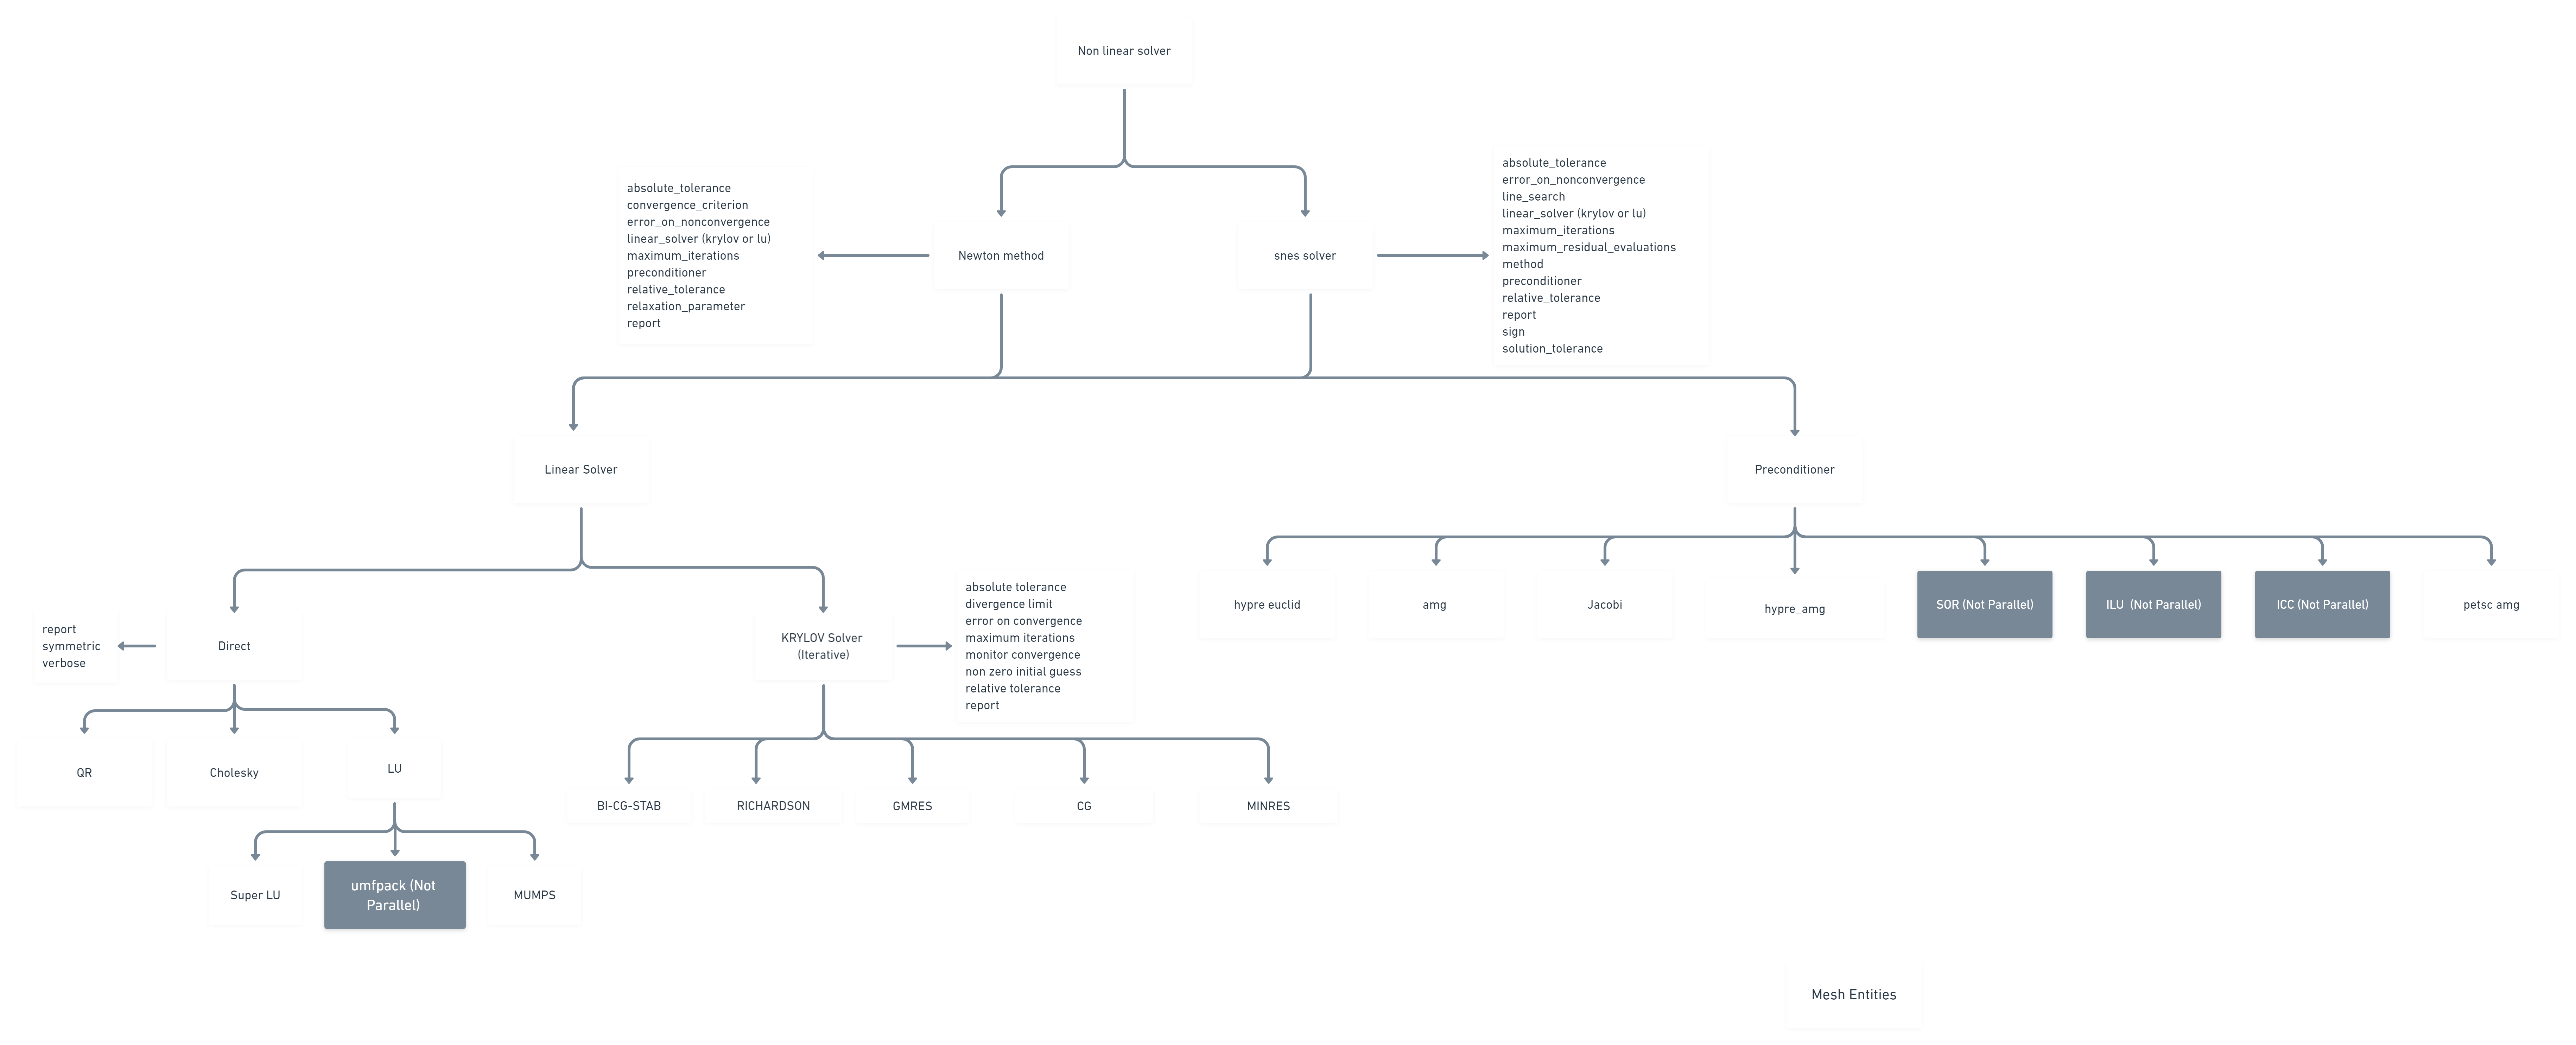 Non linear solver
absolute_tolerance
convergence_criterion
error_on_nonconvergence
linear_solver (krylov or lu)
maximum_iterations
preconditioner
relative_tolerance
relaxation_parameter
report
Newton method
snes solver
absolute_tolerance
error_on_nonconvergence
line_search
linear_solver (krylov or lu)
maximum_iterations
maximum_residual_evaluations
method
preconditioner
relative_tolerance
report
sign
solution_tolerance
Linear Solver
Preconditioner
report
symmetric
verbose
Direct
KRYLOV Solver
(Iterative)
absolute tolerance
divergence limit
error on convergence
maximum iterations
monitor convergence
non zero initial guess
relative tolerance
report
hypre euclid
amg
Jacobi
hypre_amg
SOR (Not Parallel)
ILU  (Not Parallel)
ICC (Not Parallel)
petsc amg
QR
Cholesky
LU
BI-CG-STAB
RICHARDSON
GMRES
CG
MINRES
Super LU
umfpack (Not
Parallel)
MUMPS
Mesh Entities